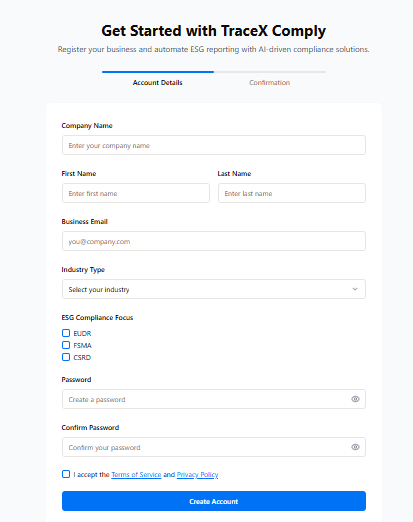 Get Started with TraceX Comply
Register your business and automate ESG reporting with AI-driven compliance solutions.
Account Details
Confirmation
Company Name
Enter your company name
First Name
Last Name
Enter first name
Enter last name
Business Email
you@company.com
Industry Type
Select your industry
ESG Compliance Focus
EUDR
FSMA
CSRD
Password
Create a password
Confirm Password
Confirm your password
I accept the Terms of Service and Privacy Policy
Create Account